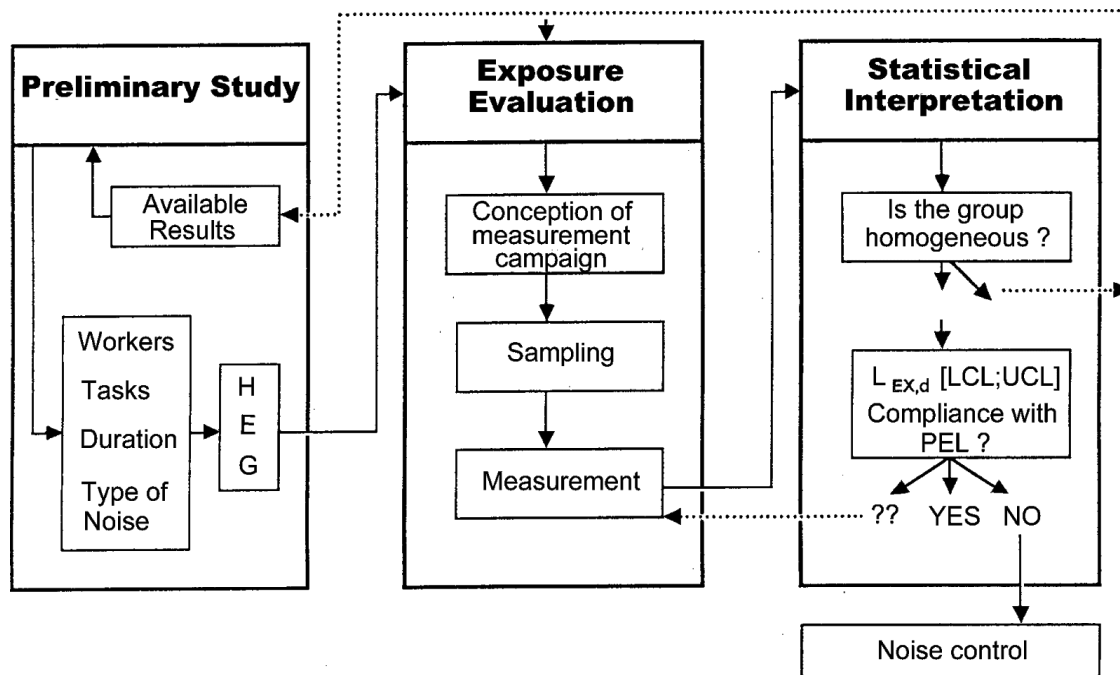 Preliminary Study
Available
Results
Workers
Tasks
Duration
Type of
Noise
H
E
G
Exposure
Evaluation
Conception of
measurement
campaign
Sampling
Measurement
Statistical
Interpretation
Is the group
homogeneous ?
L EX,d [LCL;UCL]
Compliance with
PEL ?
?? YES NO
Noise control